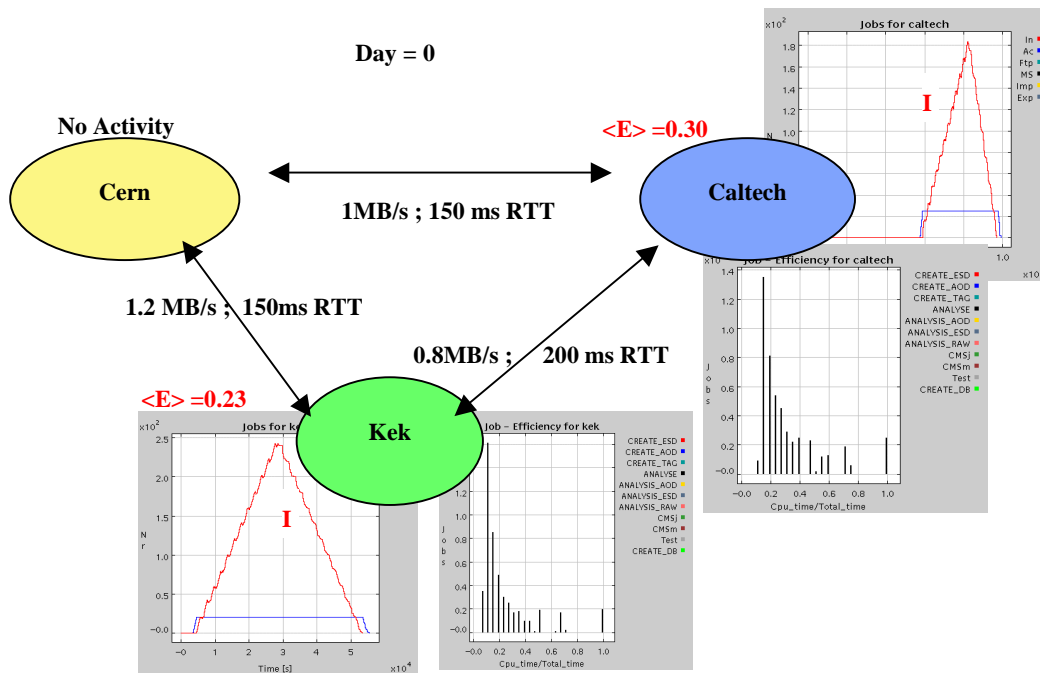 Day = 0
No Activity
Cern
1MB/s ; 150 ms RTT
<E> =0.30
Caltech
1.2 MB/s ; 150ms RTT
0.8MB/s ; 200 ms RTT
<E> =0.23
Kek
x10²
Jobs for caltech
1.8
1.6
1.4
1.2
1.0
N
I
In
Ac
Ftp
MS
Imp
Exp
1.0
Job - Efficiency for caltech
1.4
1.2
1.0
0.8
0.6
0.4
0.2
-0.0
Jobs
-0.0
0.2
0.4
0.6
0.8
1.0
Cpu_time/Total_time
CREATE_ESD
CREATE_AOD
CREATE_TAG
ANALYSE
ANALYSIS_AOD
ANALYSIS_ESD
ANALYSIS_RAW
CMSj
CMSm
Test
CREATE_DB
x10²
Jobs for ke
2.5
2.0
1.5
1.0
0.5
-0.0
Nr
I
-0
1
2
3
4
5
Time [s]
x10⁴
Job - Efficiency for kek
1.2
1.0
0.8
0.6
0.4
0.2
-0.0
Jobs
-0.0
0.2
0.4
0.6
0.8
1.0
Cpu_time/Total_time
CREATE_ESD
CREATE_AOD
CREATE_TAG
ANALYSE
ANALYSIS_AOD
ANALYSIS_ESD
ANALYSIS_RAW
CMSj
CMSm
Test
CREATE_DB